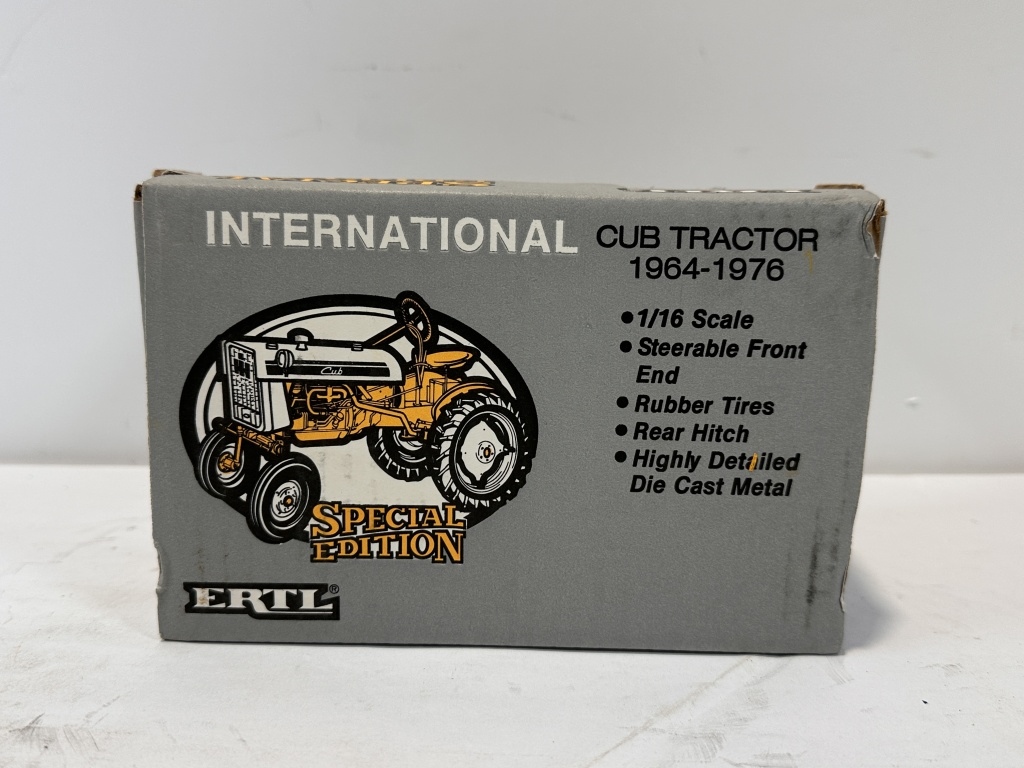 INTERNATIONAL
CUB TRACTOR
1964-1976
• 1/16 Scale
• Steerable Front
End
• Rubber Tires
• Rear Hitch
• Highly Detailed
Die Cast Metal
Cub
SPECIAL
EDITION
ERTL®